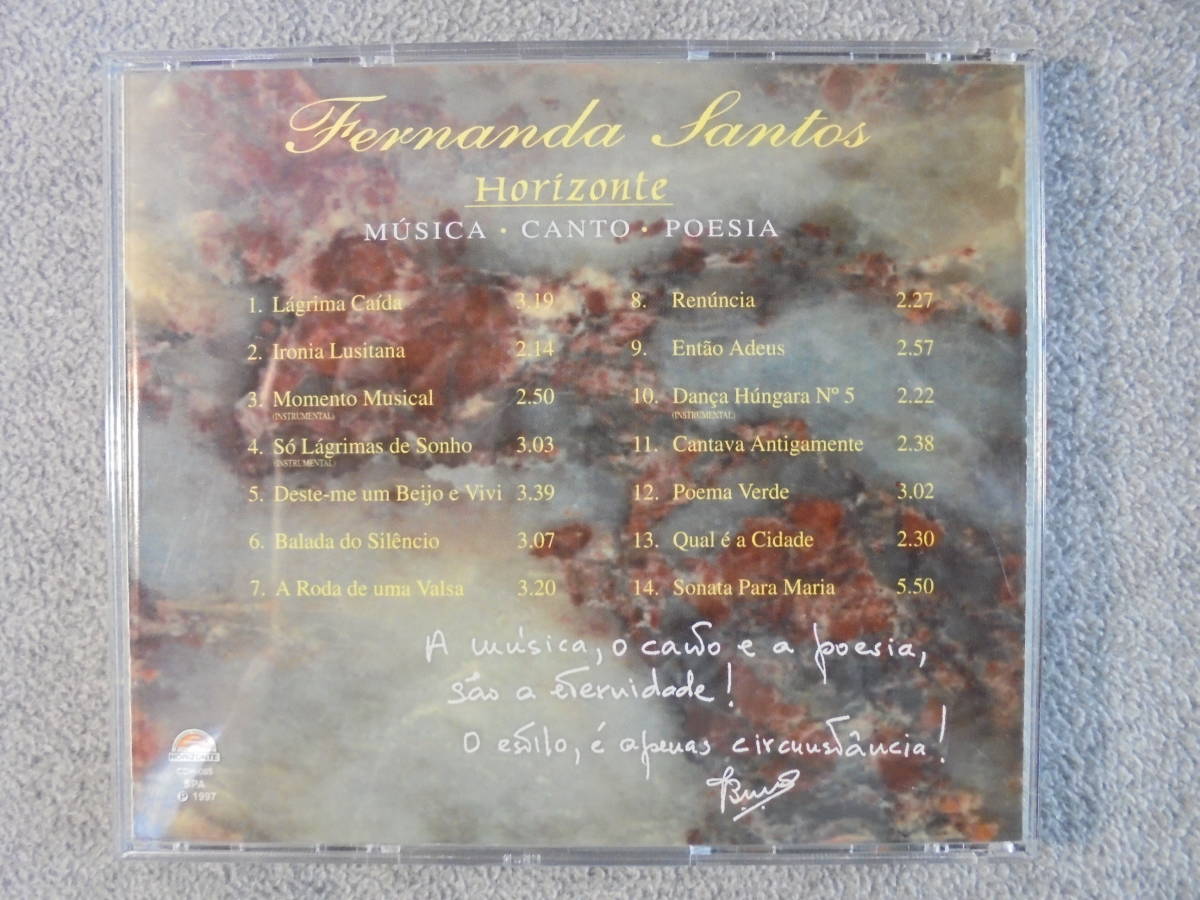 Fernanda Santos
Horizonte
MÚSICA · CANTO · POESIA
1. Lágrima Caída 3.19
2. Ironia Lusitana 2.14
3. Momento Musical 2.50
(INSTRUMENTAL)
4. Só Lágrimas de Sonho 3.03
(INSTRUMENTAL)
5. Deste-me um Beijo e Vivi 3.39
6. Balada do Silêncio 3.07
7. A Roda de uma Valsa 3.20
8. Renúncia 2.27
9. Então Adeus 2.57
10. Dança Húngara Nº 5 2.22
(INSTRUMENTAL)
11. Cantava Antigamente 2.38
12. Poema Verde 3.02
13. Qual é a Cidade 2.30
14. Sonata Para Maria 5.50
A música, o canto e a poesia,
são a eternidade!
O estilo, é apenas circunstância!
HORIZONTE
SPA
℗ 1997